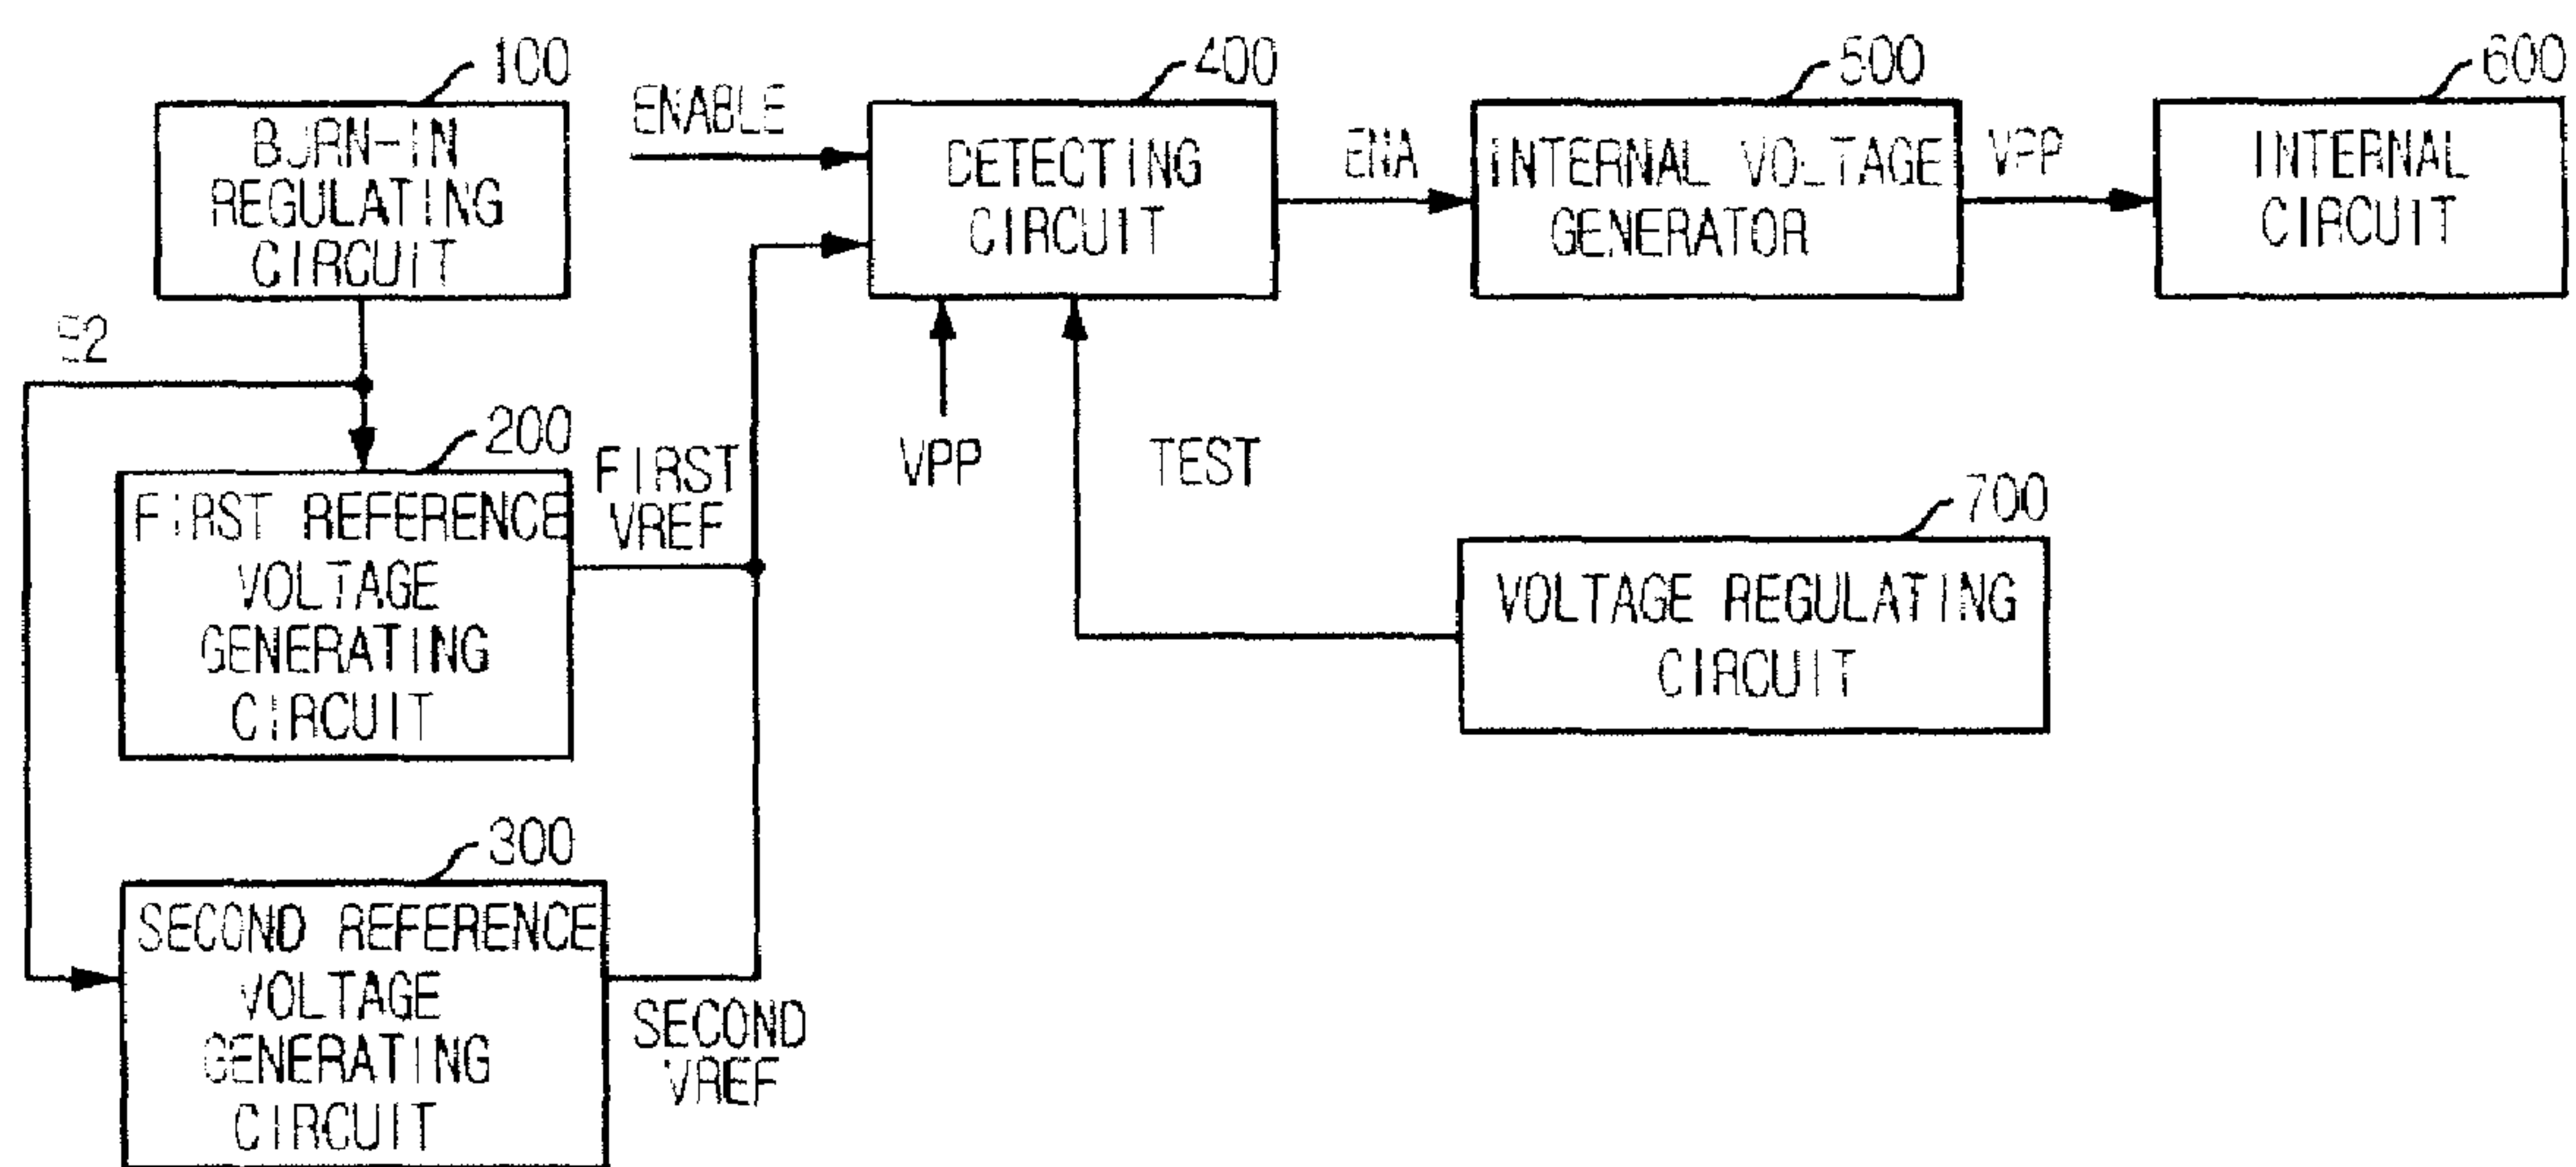 100
BURN-IN
REGULATING
CIRCUIT
ENABLE
400
DETECTING
CIRCUIT
ENA
500
INTERNAL VOLTAGE
GENERATOR
VPP
600
INTERNAL
CIRCUIT
200
FIRST REFERENCE
VOLTAGE
GENERATING
CIRCUIT
FIRST
VREF
VPP
TEST
700
VOLTAGE REGULATING
CIRCUIT
300
SECOND REFERENCE
VOLTAGE
GENERATING
CIRCUIT
SECOND
VREF